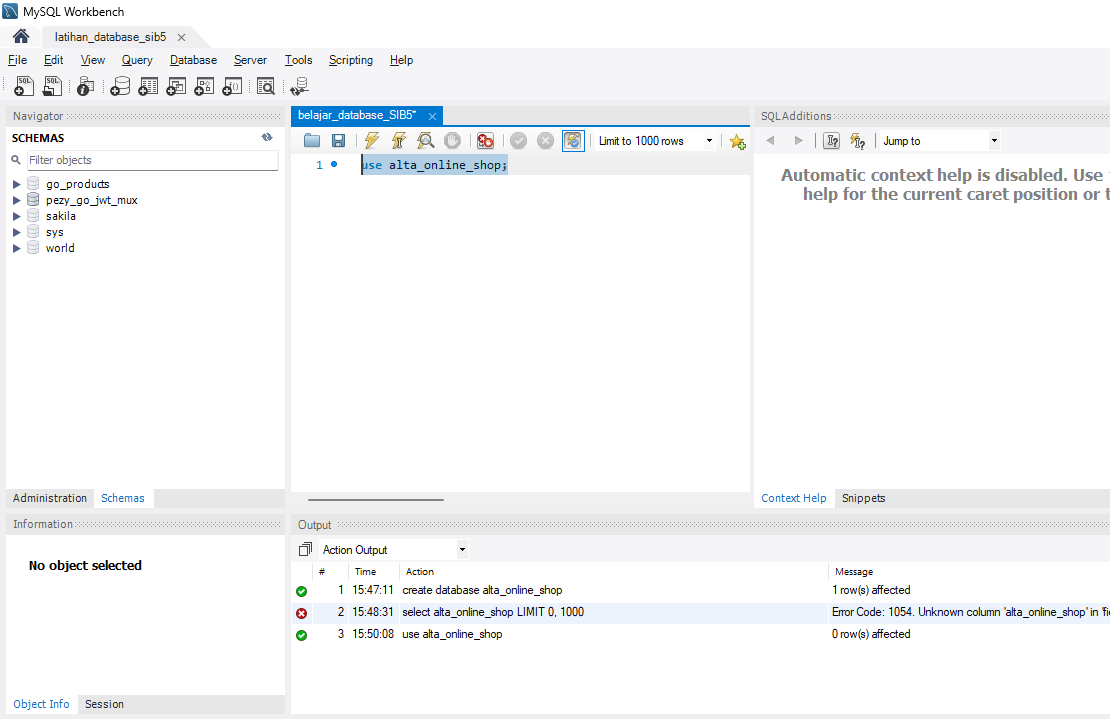 MySQL Workbench
latihan_database_sib5
File Edit View Query Database Server Tools Scripting Help
Navigator
SCHEMAS
Filter objects
go_products
pezy_go_jwt_mux
sakila
sys
world
Administration Schemas
Information
No object selected
Object Info Session
belajar_database_SIB5*
Limit to 1000 rows
1 use alta_online_shop;
SQLAdditions
Jump to
Automatic context help is disabled. Use
help for the current caret position or
Context Help Snippets
Output
Action Output
# Time Action Message
1 15:47:11 create database alta_online_shop 1 row(s) affected
2 15:48:31 select alta_online_shop LIMIT 0, 1000 Error Code: 1054. Unknown column 'alta_online_shop' in
3 15:50:08 use alta_online_shop 0 row(s) affected